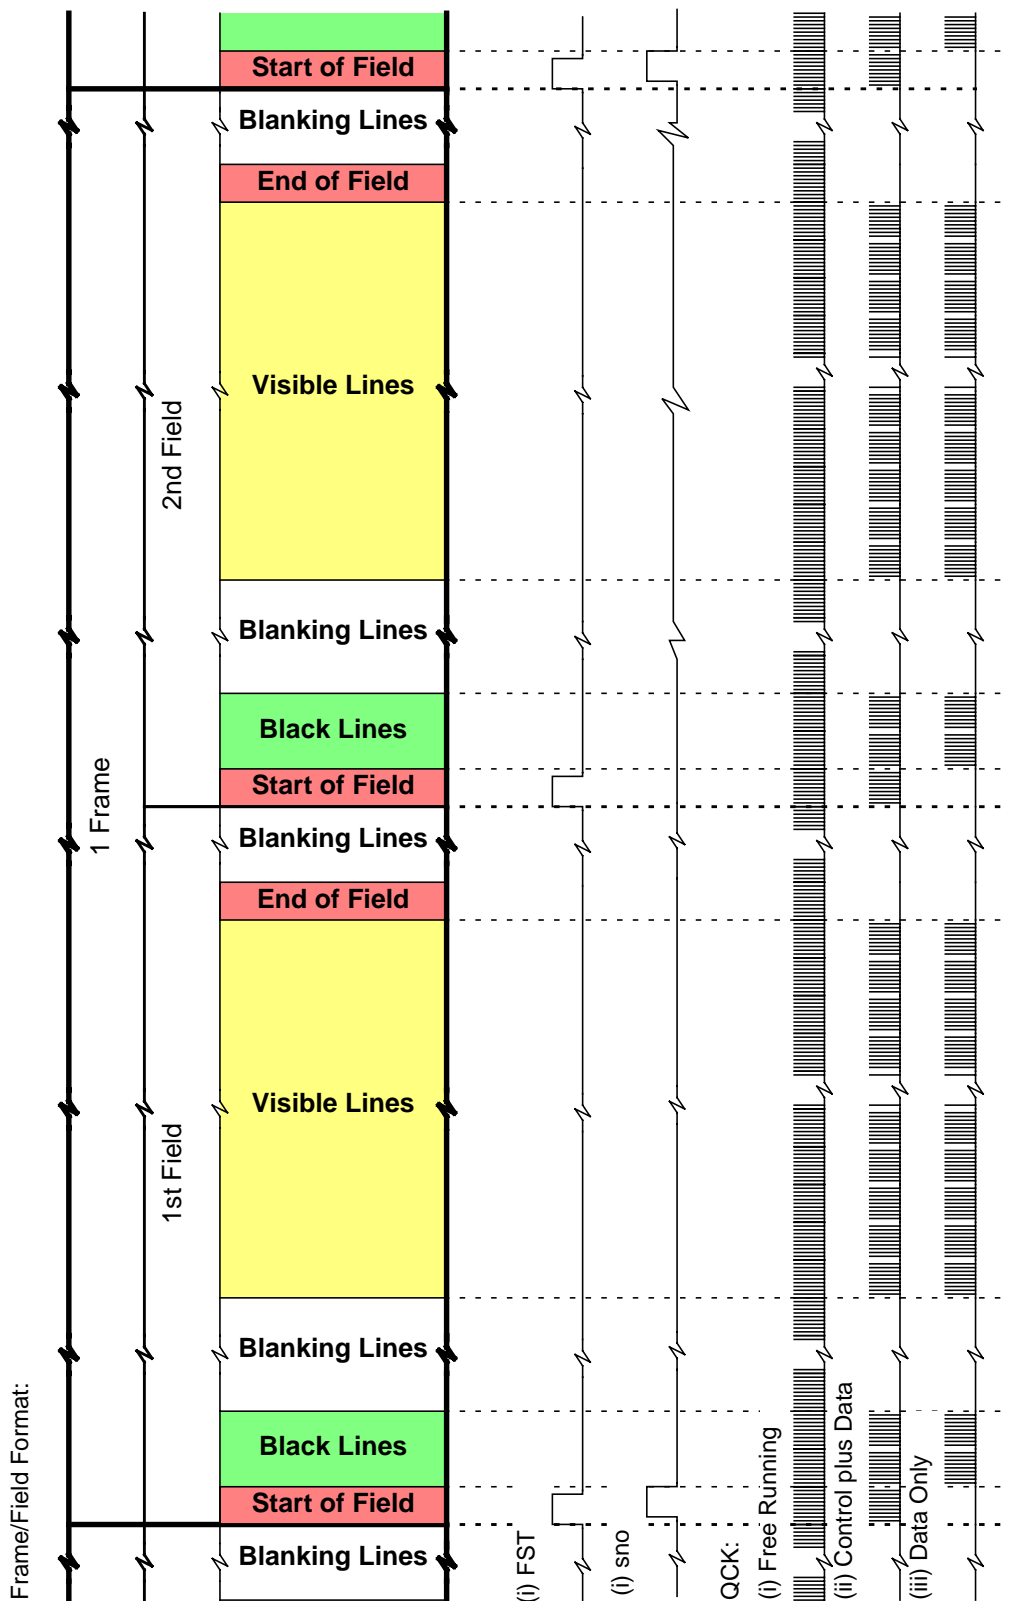 Start of Field
Blanking Lines
End of Field
Visible Lines
2nd Field
Blanking Lines
Black Lines
Start of Field
1 Frame
Blanking Lines
End of Field
Visible Lines
1st Field
Blanking Lines
Frame/Field Format:
Black Lines
Start of Field
Blanking Lines
(i) FST
(i) sno
QCK:
(i) Free Running
(ii) Control plus Data
(iii) Data Only